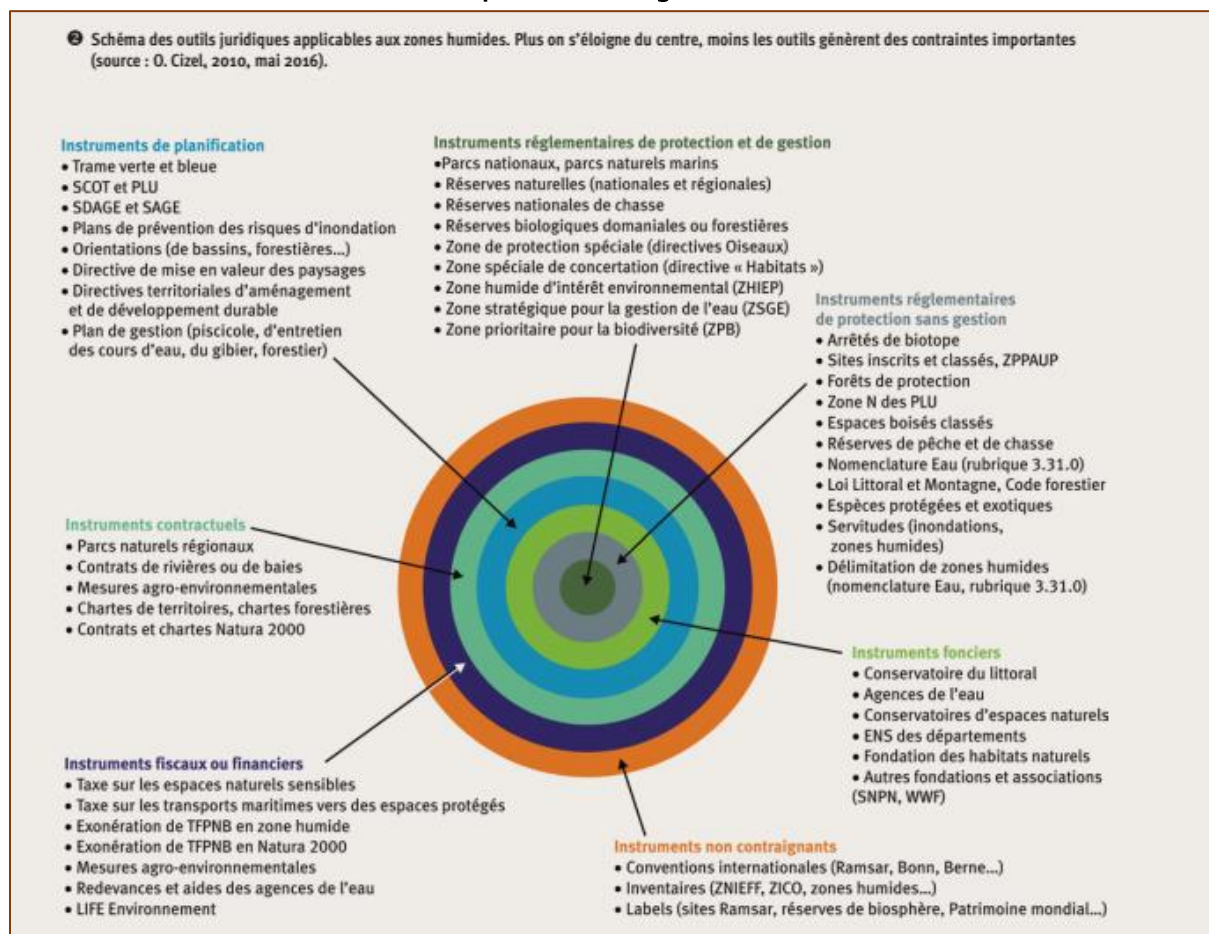 ❷ Schéma des outils juridiques applicables aux zones humides. Plus on s'éloigne du centre, moins les outils génèrent des contraintes importantes
(source : O. Cizel, 2010, mai 2016).
Instruments de planification
• Trame verte et bleue
• SCOT et PLU
• SDAGE et SAGE
• Plans de prévention des risques d'inondation
• Orientations (de bassins, forestières...)
• Directive de mise en valeur des paysages
• Directives territoriales d'aménagement
et de développement durable
• Plan de gestion (piscicole, d'entretien
des cours d'eau, du gibier, forestier)
Instruments réglementaires de protection et de gestion
•Parcs nationaux, parcs naturels marins
• Réserves naturelles (nationales et régionales)
• Réserves nationales de chasse
• Réserves biologiques domaniales ou forestières
• Zone de protection spéciale (directives Oiseaux)
• Zone spéciale de concertation (directive « Habitats »)
• Zone humide d'intérêt environnemental (ZHIEP)
• Zone stratégique pour la gestion de l'eau (ZSGE)
• Zone prioritaire pour la biodiversité (ZPB)
Instruments réglementaires
de protection sans gestion
• Arrêtés de biotope
• Sites inscrits et classés, ZPPAUP
• Forêts de protection
• Zone N des PLU
• Espaces boisés classés
• Réserves de pêche et de chasse
• Nomenclature Eau (rubrique 3.31.0)
• Loi Littoral et Montagne, Code forestier
• Espèces protégées et exotiques
• Servitudes (inondations,
zones humides)
• Délimitation de zones humides
(nomenclature Eau, rubrique 3.31.0)
Instruments contractuels
• Parcs naturels régionaux
• Contrats de rivières ou de baies
• Mesures agro-environnementales
• Chartes de territoires, chartes forestières
• Contrats et chartes Natura 2000
Instruments fonciers
• Conservatoire du littoral
• Agences de l'eau
• Conservatoires d'espaces naturels
• ENS des départements
• Fondation des habitats naturels
• Autres fondations et associations
(SNPN, WWF)
Instruments fiscaux ou financiers
• Taxe sur les espaces naturels sensibles
• Taxe sur les transports maritimes vers des espaces protégés
• Exonération de TFPNB en zone humide
• Exonération de TFPNB en Natura 2000
• Mesures agro-environnementales
• Redevances et aides des agences de l'eau
• LIFE Environnement
Instruments non contraignants
• Conventions internationales (Ramsar, Bonn, Berne...)
• Inventaires (ZNIEFF, ZICO, zones humides...)
• Labels (sites Ramsar, réserves de biosphère, Patrimoine mondial...)